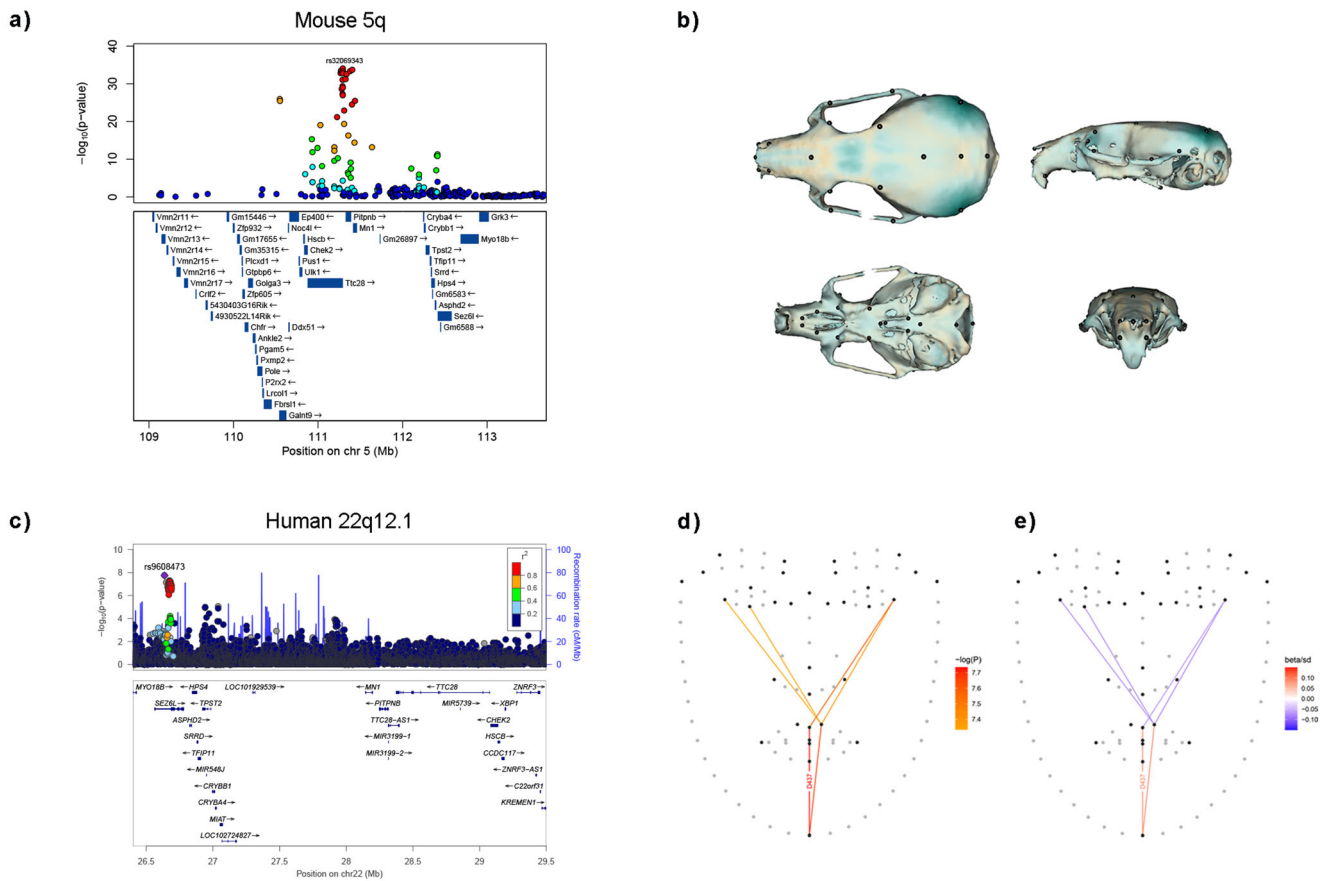 a)
Mouse 5q
rs32069343
−log10(p−value)
40
30
20
10
0
Vmn2r11 ← Gm15446 → Ep400 ← Pitpnb → Cryba4 ← Grk3 →
Vmn2r12 ← Zfp932 ← Noc4l ← Mn1 ← Crybb1 →
Vmn2r13 ← Gm17655 ← Hscb ← Gm26897 → Myo18b ←
Vmn2r14 ← Gm35315 ← Chek2 → Tpst2 →
Vmn2r15 ← Plcxd1 ← Pus1 ← Tfip11 →
Vmn2r16 ← Gtpbp6 ← Ulk1 ← Srrd →
Vmn2r17 ← Golga3 → Ttc28 → Hps4 →
Crlf2 ← Zfp605 ← Gm6583 ←
5430403G16Rik ← Asphd2 ←
4930522L14Rik ← Sez6l ←
Chfr → Ddx51 → Gm6588 →
Ankle2 →
Pgam5 ←
Pxmp2 ←
Pole →
P2rx2 ←
Lrcol1 →
Fbrsl1 ←
Galnt9 →
109 110 111 112 113
Position on chr 5 (Mb)
b)
c)
Human 22q12.1
rs9608473
−log10(p−value)
10
8
6
4
2
0
r2
0.8
0.6
0.4
0.2
100
80
60
40
20
0
Recombination rate (cM/Mb)
MYO18B→ ←HPS4 LOC101929539→ ←MN1 ←TTC28 ZNRF3→
SEZ6L→ ←TPST2 ←PITPNB MIR5739→ ←XBP1
ASPHD2→ TTC28−AS1→ ←CHEK2
SRRD→ ←MIR3199−1 ←HSCB
←TFIP11 MIR3199−2→ CCDC117→
←MIR548J ←ZNRF3−AS1
←CRYBB1 ←C22orf31
CRYBA4→ KREMEN1→
MIAT→
LOC102724827→
26.5 27 27.5 28 28.5 29 29.5
Position on chr22 (Mb)
d)
D437
−log(P)
7.7
7.6
7.5
7.4
e)
D437
beta/sd
0.10
0.05
0.00
−0.05
−0.10